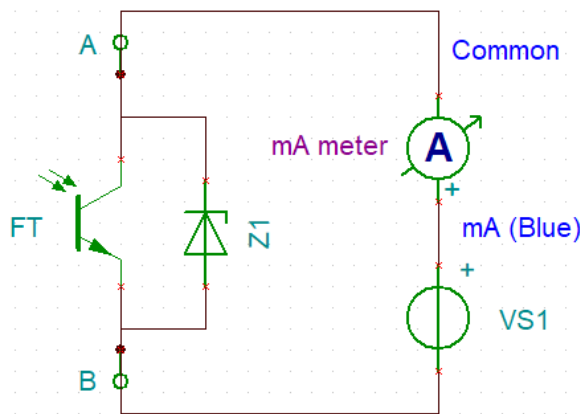 A
Common
mA meter
A
+
FT
Z1
mA (Blue)
+
VS1
B